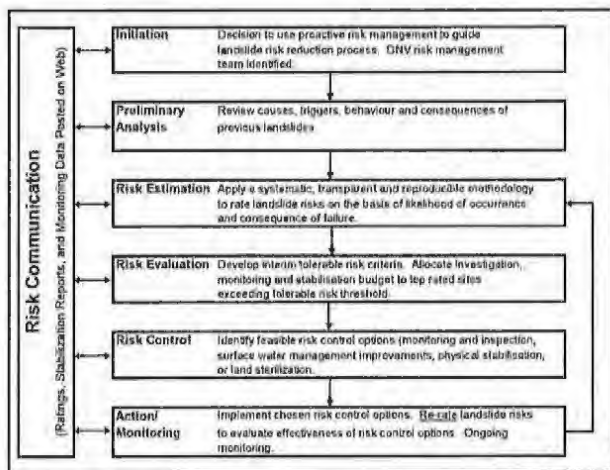 Risk Communication
(Ratings, Stabilization Reports, and Monitoring Data Posted on Web)
Initiation
Decision to use proactive risk management to guide
landslide risk reduction process. DNV risk management
team identified.
Preliminary
Analysis
Review causes, triggers, behaviour and consequences of
previous landslides
Risk Estimation
Apply a systematic, transparent and reproducible methodology
to rate landslide risks on the basis of likelihood of occurrence
and consequence of failure.
Risk Evaluation
Develop interim tolerable risk criteria. Allocate investigation,
monitoring and stabilisation budget to top rated sites
exceeding tolerable risk threshold
Risk Control
Identify feasible risk control options (monitoring and inspection,
surface water management improvements, physical stabilisation,
or land sterilization.
Action/
Monitoring
Implement chosen risk control options. Re-rate landslide risks
to evaluate effectiveness of risk control options. Ongoing
monitoring.